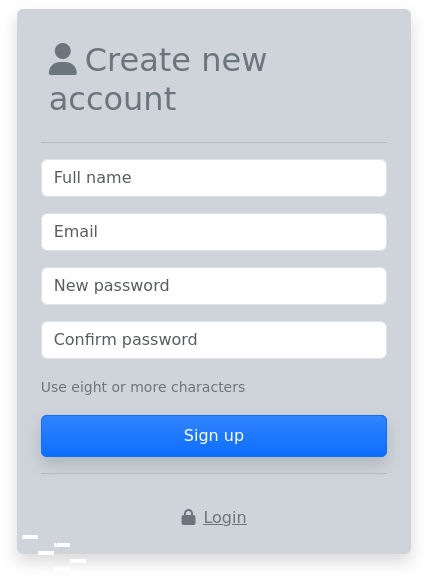 Create new
account
Full name
Email
New password
Confirm password
Use eight or more characters
Sign up
Login